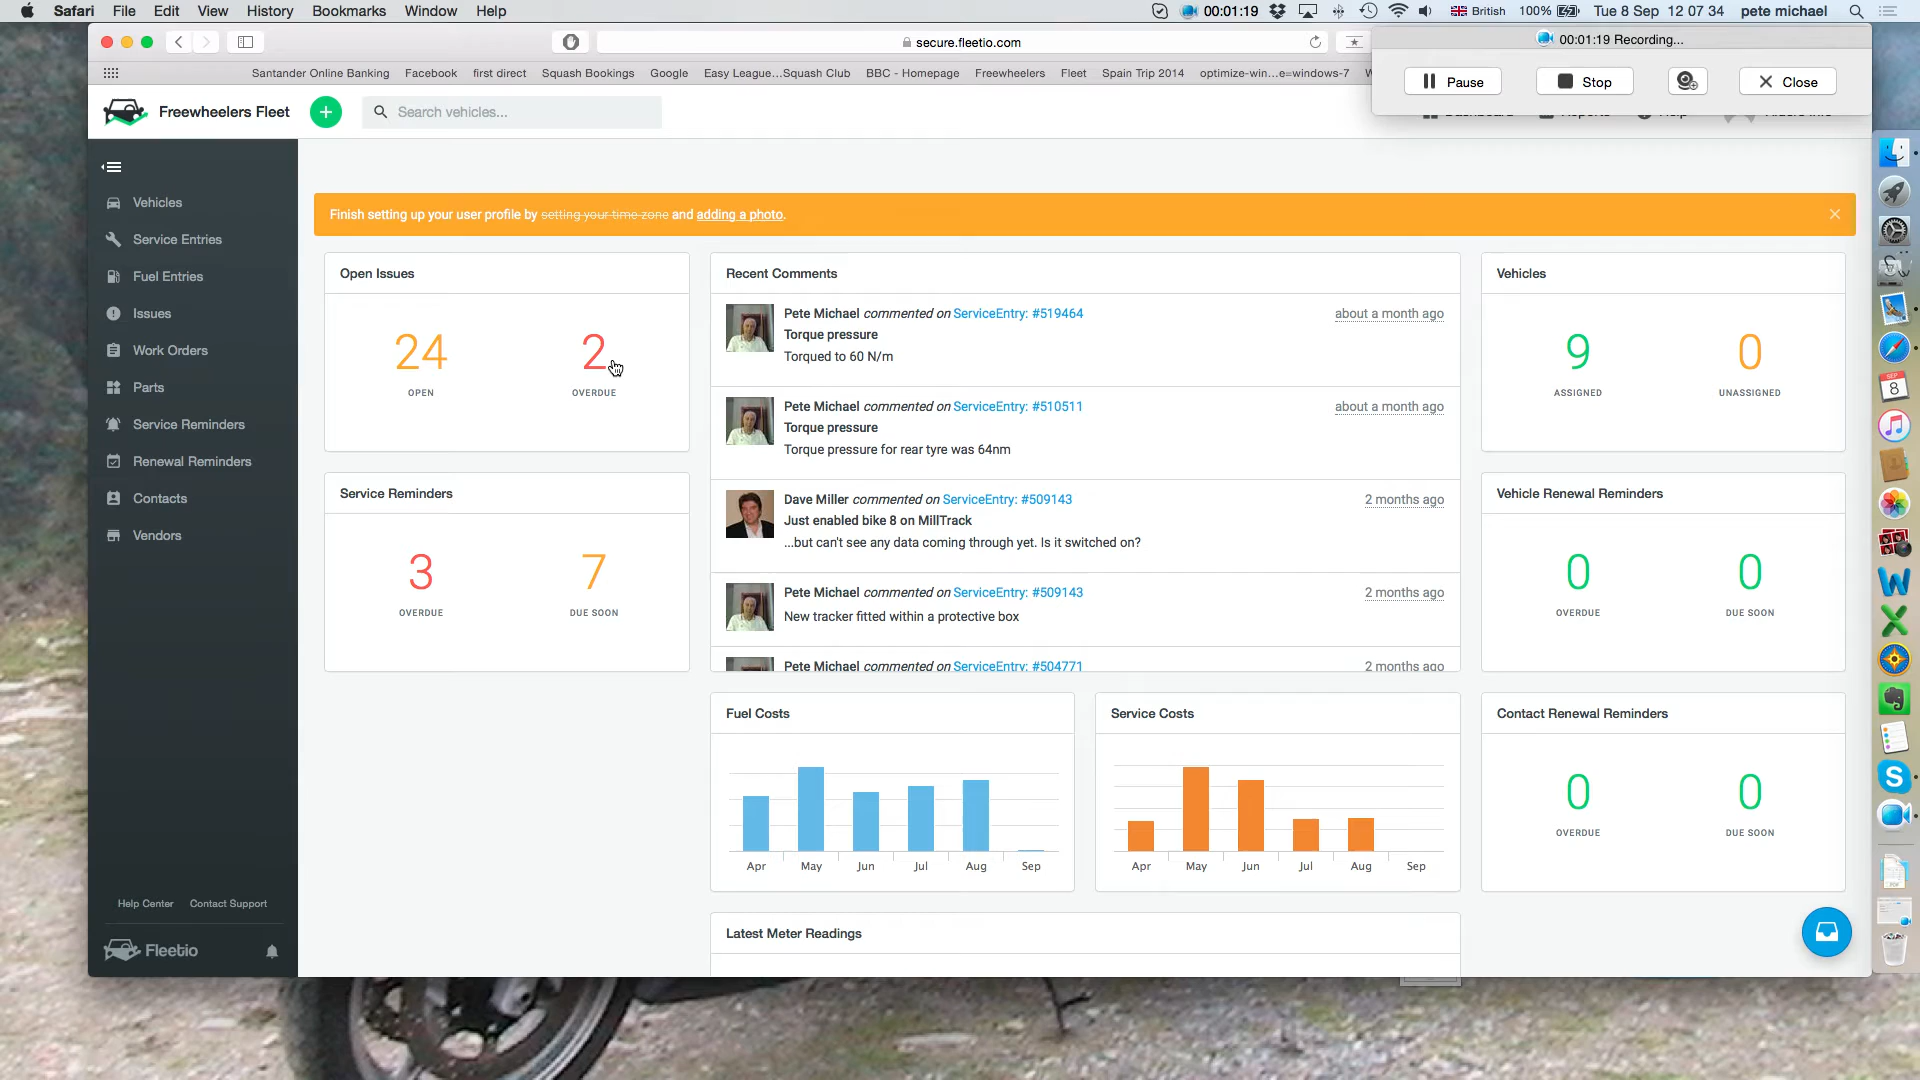 Safari File Edit View History Bookmarks Window Help 00:01:19 British 100% Tue 8 Sep 12 07 34 pete michael
secure.fleetio.com
00:01:19 Recording...
Santander Online Banking Facebook first direct Squash Bookings Google Easy League...Squash Club BBC - Homepage Freewheelers Fleet Spain Trip 2014 optimize-win...e=windows-7
Pause Stop Close
Freewheelers Fleet
Search vehicles...
Vehicles
Service Entries
Fuel Entries
Issues
Work Orders
Parts
Service Reminders
Renewal Reminders
Contacts
Vendors
Help Center Contact Support
Fleetio
Finish setting up your user profile by setting your time zone and adding a photo.
Open Issues
24 2
OPEN OVERDUE
Service Reminders
3 7
OVERDUE DUE SOON
Recent Comments
Pete Michael commented on ServiceEntry: #519464 about a month ago
Torque pressure
Torqued to 60 N/m
Pete Michael commented on ServiceEntry: #510511 about a month ago
Torque pressure
Torque pressure for rear tyre was 64nm
Dave Miller commented on ServiceEntry: #509143 2 months ago
Just enabled bike 8 on MillTrack
...but can't see any data coming through yet. Is it switched on?
Pete Michael commented on ServiceEntry: #509143 2 months ago
New tracker fitted within a protective box
Pete Michael commented on ServiceEntry: #504771 2 months ago
Fuel Costs
Apr May Jun Jul Aug Sep
Service Costs
Apr May Jun Jul Aug Sep
Latest Meter Readings
Vehicles
9 0
ASSIGNED UNASSIGNED
Vehicle Renewal Reminders
0 0
OVERDUE DUE SOON
Contact Renewal Reminders
0 0
OVERDUE DUE SOON
SEP
8